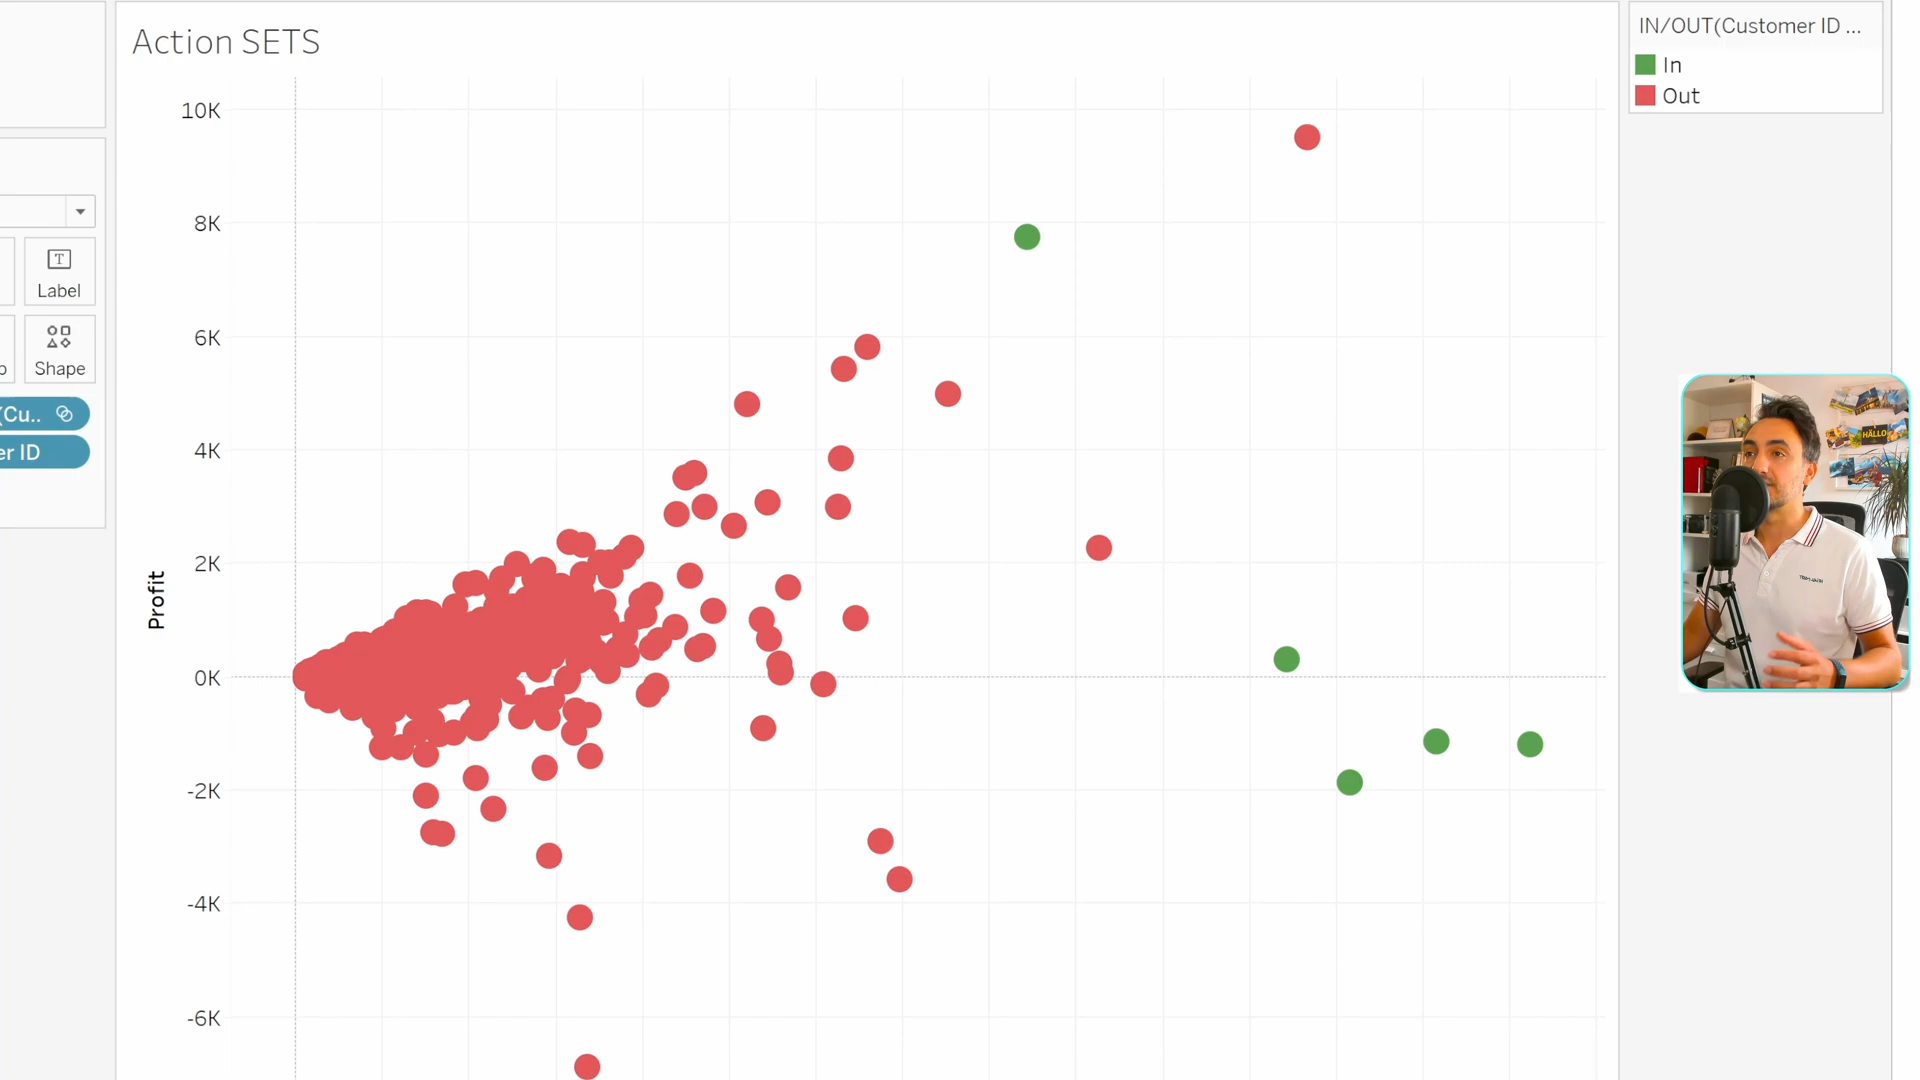 Action SETS
IN/OUT(Customer ID ...
In
Out
10K
8K
6K
4K
2K
0K
-2K
-4K
-6K
Profit
Label
Shape
(Cu..
er ID
HALLO